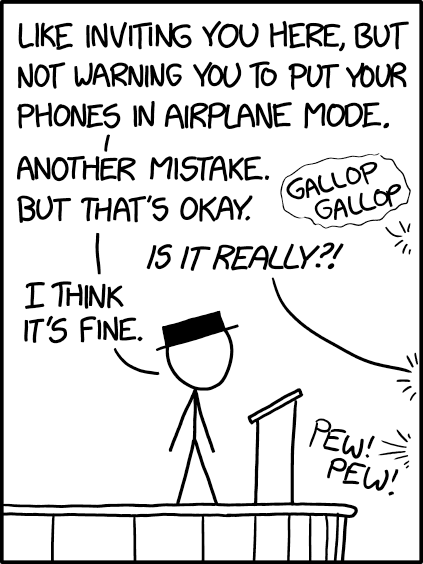 LIKE INVITING YOU HERE, BUT
NOT WARNING YOU TO PUT YOUR
PHONES IN AIRPLANE MODE.
ANOTHER MISTAKE.
BUT THAT'S OKAY.
GALLOP
GALLOP
IS IT REALLY?!
I THINK
IT'S FINE.
PEW!
PEW!